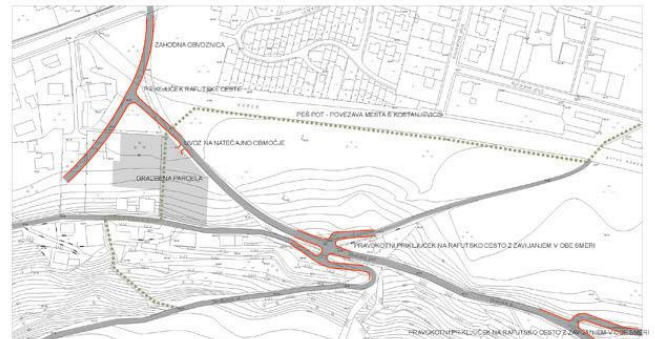 ZAHODNA OBVOZNICA
PRIKLJUČEK RAFUTSKE CESTE
PEŠ POT - POVEZAVA MESTA S KOSTANJEVICO
UVOZ NA NATEČAJNO OBMOČJE
GRADBENA PARCELA
PRAVOKOTNI PRIKLJUČEK NA RAFUTSKO CESTO Z ZAVIJANJEM V OBE SMERI
PRAVOKOTNI PRIKLJUČEK NA RAFUTSKO CESTO Z ZAVIJANJEM V OBE SMERI